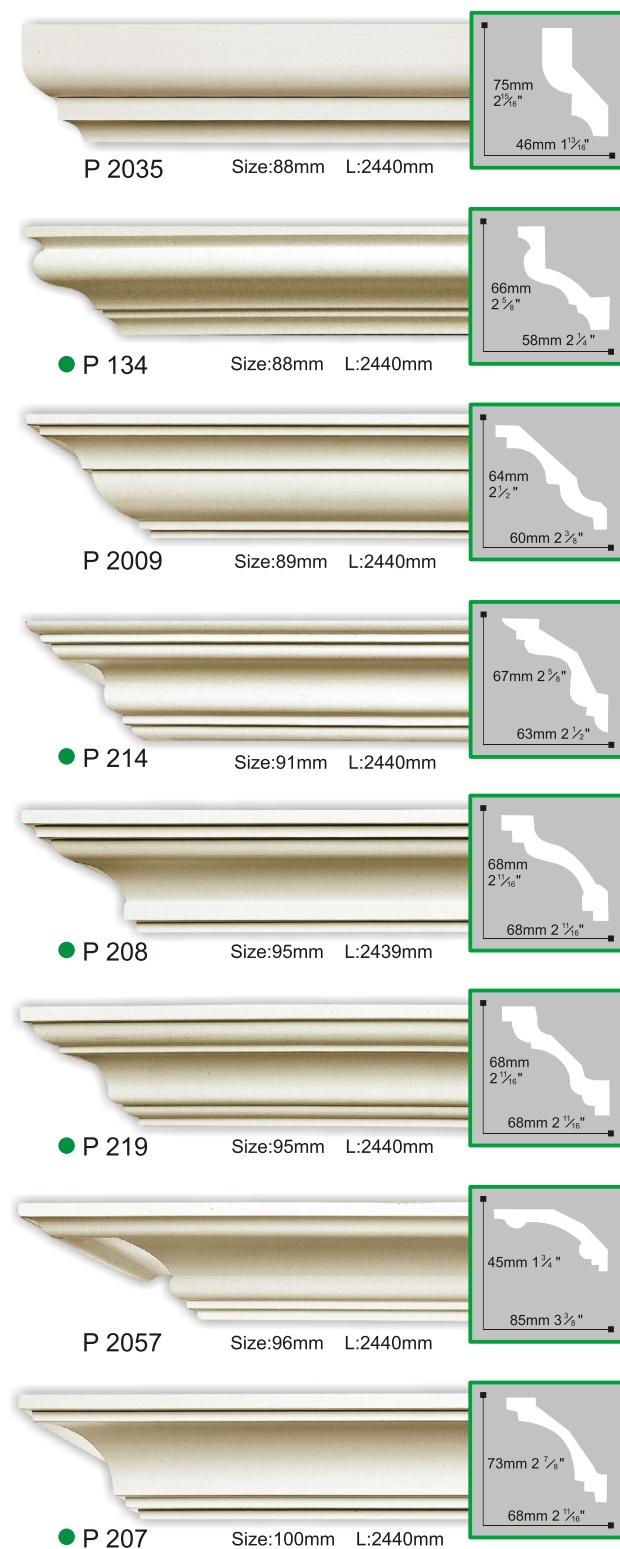 75mm
2 15/16"
46mm 1 13/16"
P 2035 Size:88mm L:2440mm
66mm
2 5/8"
58mm 2 1/4"
P 134 Size:88mm L:2440mm
64mm
2 1/2"
60mm 2 3/8"
P 2009 Size:89mm L:2440mm
67mm 2 5/8"
63mm 2 1/2"
P 214 Size:91mm L:2440mm
68mm
2 11/16"
68mm 2 11/16"
P 208 Size:95mm L:2439mm
68mm
2 11/16"
68mm 2 11/16"
P 219 Size:95mm L:2440mm
45mm 1 3/4"
85mm 3 3/8"
P 2057 Size:96mm L:2440mm
73mm 2 7/8"
68mm 2 11/16"
P 207 Size:100mm L:2440mm